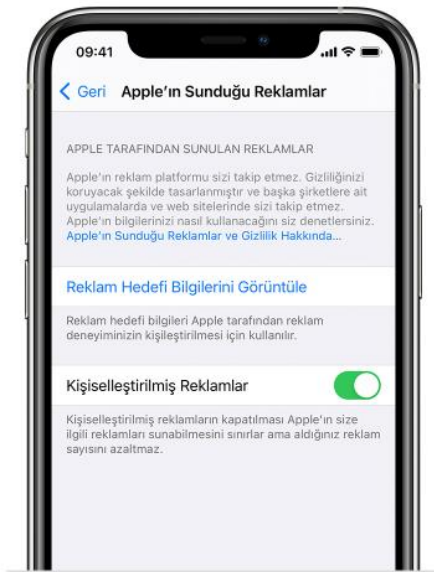 09:41
Geri Apple'ın Sunduğu Reklamlar
APPLE TARAFINDAN SUNULAN REKLAMLAR
Apple'ın reklam platformu sizi takip etmez. Gizliliğinizi
koruyacak şekilde tasarlanmıştır ve başka şirketlere ait
uygulamalarda ve web sitelerinde sizi takip etmez.
Apple'ın bilgilerinizi nasıl kullanacağını siz denetlersiniz.
Apple'ın Sunduğu Reklamlar ve Gizlilik Hakkında...
Reklam Hedefi Bilgilerini Görüntüle
Reklam hedefi bilgileri Apple tarafından reklam
deneyiminizin kişileştirilmesi için kullanılır.
Kişiselleştirilmiş Reklamlar
Kişiselleştirilmiş reklamların kapatılması Apple'ın size
ilgili reklamları sunabilmesini sınırlar ama aldığınız reklam
sayısını azaltmaz.